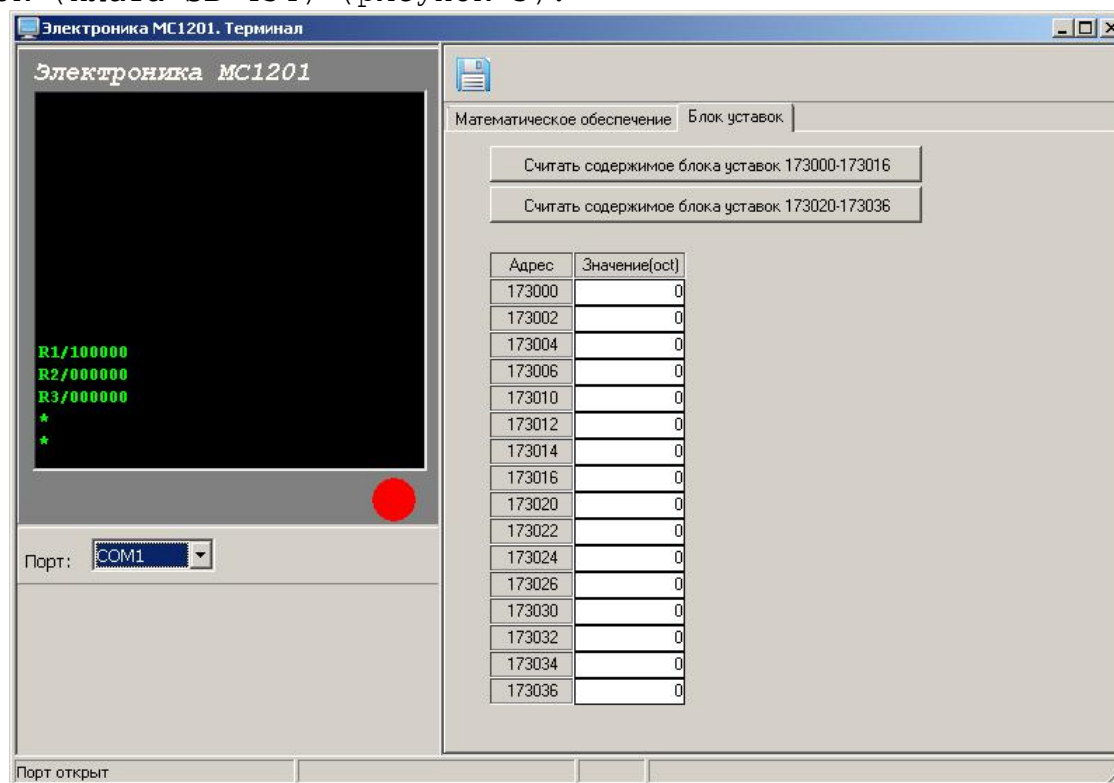 (плата
(рисунок
Электроника МС1201. Терминал
Электроника МС1201
R1/100000
R2/000000
R3/000000
*
*
Порт: COM1
Математическое обеспечение Блок уставок
Считать содержимое блока уставок 173000-173016
Считать содержимое блока уставок 173020-173036
Адрес Значение(oct)
173000 0
173002 0
173004 0
173006 0
173010 0
173012 0
173014 0
173016 0
173020 0
173022 0
173024 0
173026 0
173030 0
173032 0
173034 0
173036 0
Порт открыт